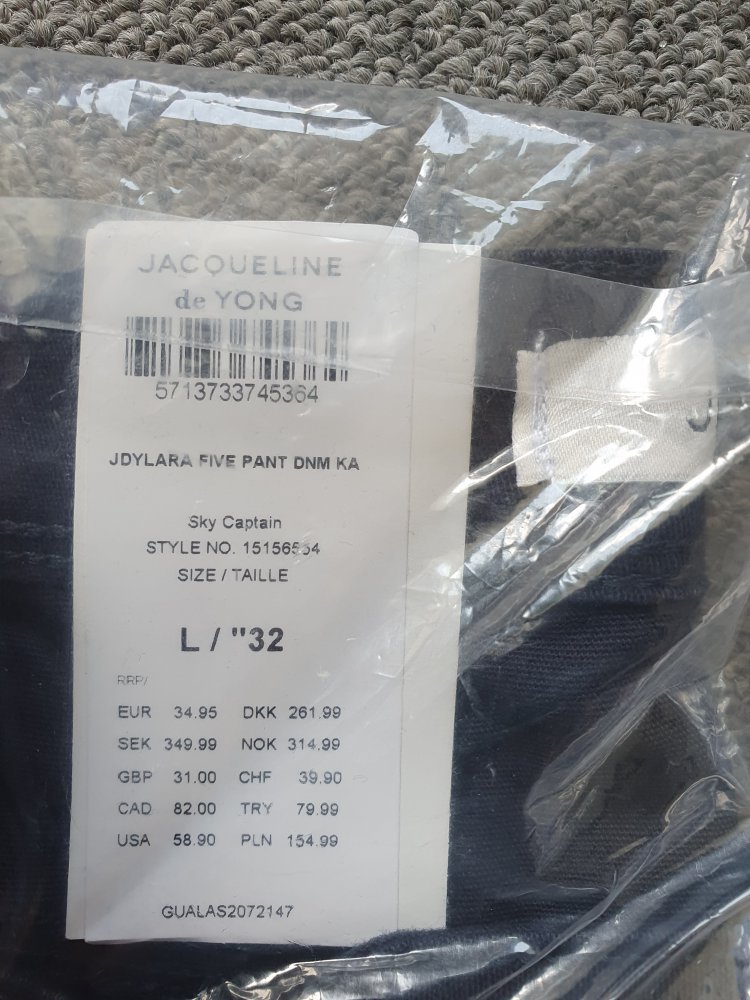 JACQUELINE
de YONG
5713733745364
JDYLARA FIVE PANT DNM KA
Sky Captain
STYLE NO. 15156554
SIZE / TAILLE
L / "32
RRP/
EUR 34.95 DKK 261.99
SEK 349.99 NOK 314.99
GBP 31.00 CHF 39.90
CAD 82.00 TRY 79.99
USA 58.90 PLN 154.99
GUALAS2072147